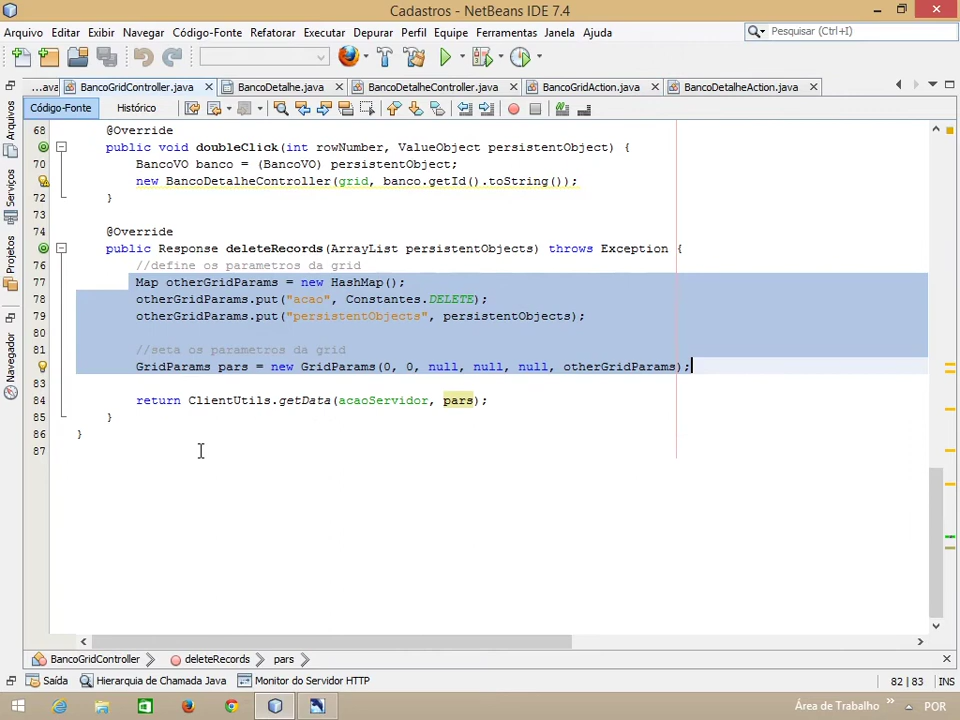 Cadastros - NetBeans IDE 7.4
Arquivo Editar Exibir Navegar Código-Fonte Refatorar Executar Depurar Perfil Equipe Ferramentas Janela Ajuda
Pesquisar (Ctrl+I)
...ava BancoGridController.java BancoDetalhe.java BancoDetalheController.java BancoGridAction.java BancoDetalheAction.java
Código-Fonte Histórico
Arquivos
Serviços
Projetos
Navegador
68 @Override
public void doubleClick(int rowNumber, ValueObject persistentObject) {
70 BancoVO banco = (BancoVO) persistentObject;
new BancoDetalheController(grid, banco.getId().toString());
72 }
73
74 @Override
public Response deleteRecords(ArrayList persistentObjects) throws Exception {
76 //define os parametros da grid
77 Map otherGridParams = new HashMap();
78 otherGridParams.put("acao", Constantes.DELETE);
79 otherGridParams.put("persistentObjects", persistentObjects);
80
81 //seta os parametros da grid
GridParams pars = new GridParams(0, 0, null, null, null, otherGridParams);
83
84 return ClientUtils.getData(acaoServidor, pars);
85 }
86 }
87
BancoGridController deleteRecords pars
Saída Hierarquia de Chamada Java Monitor do Servidor HTTP
82 | 83 INS
Área de Trabalho » POR